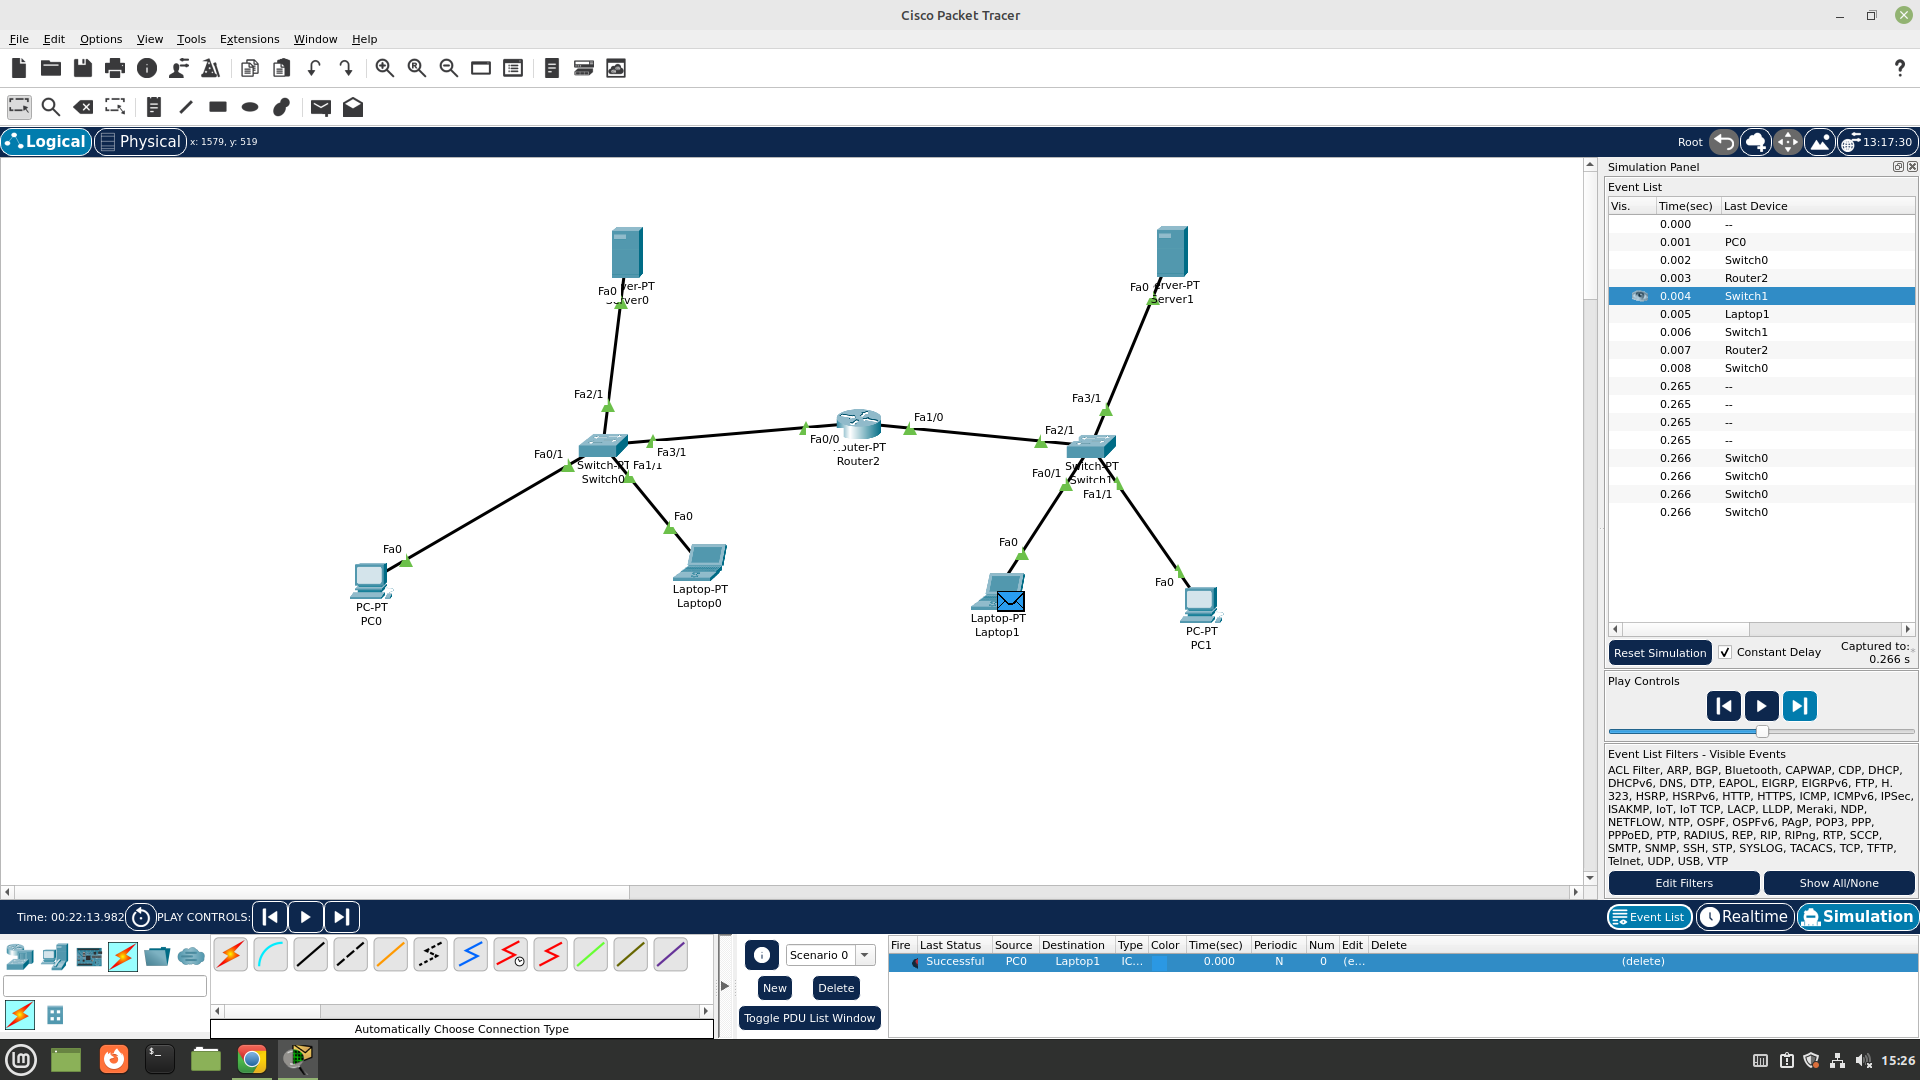 Cisco Packet Tracer
File Edit Options View Tools Extensions Window Help
Logical Physical x: 1579, y: 519 Root 13:17:30
Simulation Panel
Event List
Vis. Time(sec) Last Device
0.000 --
0.001 PC0
0.002 Switch0
0.003 Router2
0.004 Switch1
0.005 Laptop1
0.006 Switch1
0.007 Router2
0.008 Switch0
0.265 --
0.265 --
0.265 --
0.265 --
0.266 Switch0
0.266 Switch0
0.266 Switch0
0.266 Switch0
Reset Simulation Constant Delay Captured to:
0.266 s
Play Controls
Event List Filters - Visible Events
ACL Filter, ARP, BGP, Bluetooth, CAPWAP, CDP, DHCP,
DHCPv6, DNS, DTP, EAPOL, EIGRP, EIGRPv6, FTP, H.
323, HSRP, HSRPv6, HTTP, HTTPS, ICMP, ICMPv6, IPSec,
ISAKMP, IoT, IoT TCP, LACP, LLDP, Meraki, NDP,
NETFLOW, NTP, OSPF, OSPFv6, PAgP, POP3, PPP,
PPPoED, PTP, RADIUS, REP, RIP, RIPng, RTP, SCCP,
SMTP, SNMP, SSH, STP, SYSLOG, TACACS, TCP, TFTP,
Telnet, UDP, USB, VTP
Edit Filters Show All/None
Fa0 ver-PT
Fa0 erver-PT
Server1
Fa2/1
Fa3/1
Fa0/0
Fa1/0
Router2
Fa2/1
Fa3/1
Fa0/1
Switch-PT Fa1/1
Switch0
Fa0/1
Switch-PT
Switch1
Fa1/1
Fa0
PC-PT
PC0
Fa0
Laptop-PT
Laptop0
Fa0
Laptop-PT
Laptop1
Fa0
PC-PT
PC1
Time: 00:22:13.982 PLAY CONTROLS:
Event List Realtime Simulation
Automatically Choose Connection Type
Scenario 0
New Delete
Toggle PDU List Window
Fire Last Status Source Destination Type Color Time(sec) Periodic Num Edit Delete
Successful PC0 Laptop1 IC... 0.000 N 0 (e... (delete)
15:26